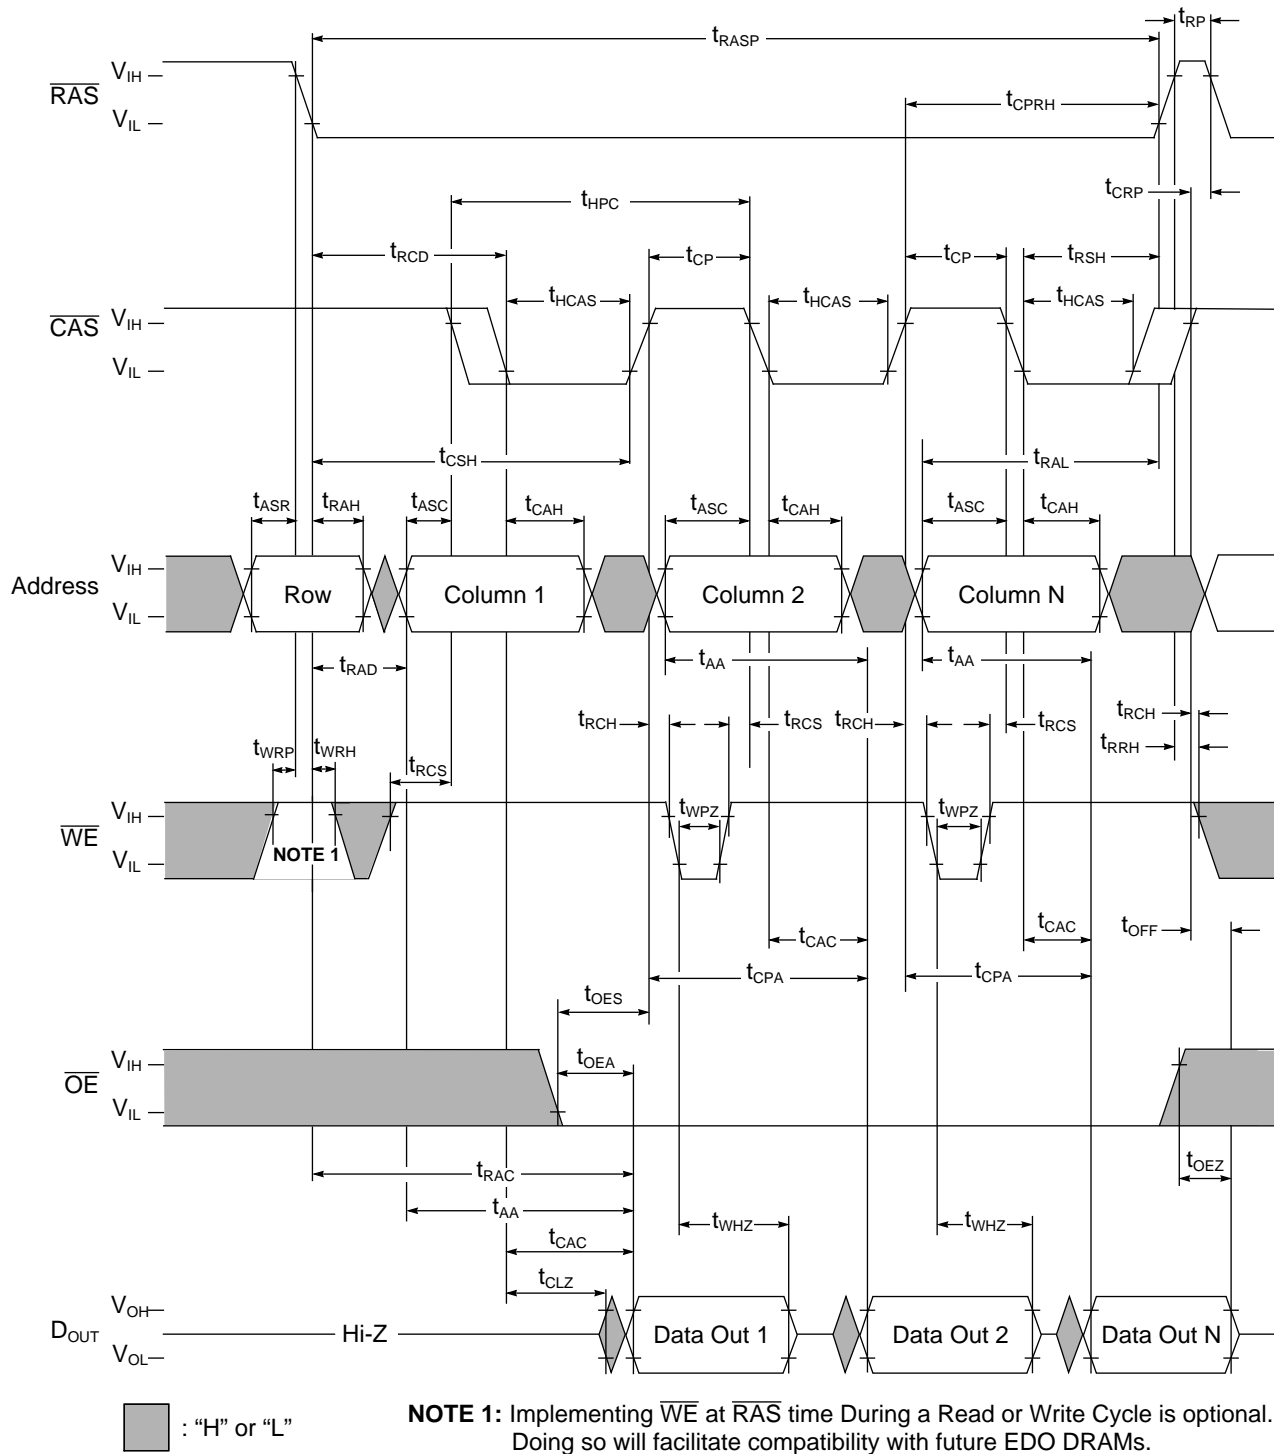 tRP
tRASP
VIH
RAS
tCPRH
VIL
tCRP
tHPC
tRCD
tCP
tCP
tRSH
tHCAS
tHCAS
tHCAS
VIH
CAS
VIL
tCSH
tRAL
tASR
tRAH
tASC
tCAH
tASC
tCAH
tASC
tCAH
VIH
Address
Row
Column 1
Column 2
Column N
VIL
tRAD
tAA
tAA
tRCH
tRCS
tRCH
tRCS
tRCH
tRRH
tWRP
tWRH
tRCS
VIH
WE
tWPZ
tWPZ
NOTE 1
VIL
tCAC
tCAC
tOFF
tCPA
tCPA
tOES
VIH
OE
tOEA
VIL
tOEZ
tRAC
tAA
tWHZ
tWHZ
tCAC
tCLZ
VOH
DOUT
Hi-Z
Data Out 1
Data Out 2
Data Out N
VOL
: “H” or “L”
NOTE 1: Implementing WE at RAS time During a Read or Write Cycle is optional.
Doing so will facilitate compatibility with future EDO DRAMs.